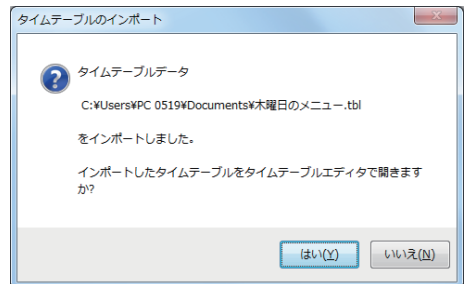 タイムテーブルのインポート
タイムテーブルデータ
C:¥Users¥PC 0519¥Documents¥木曜日のメニュー.tbl
をインポートしました。
インポートしたタイムテーブルをタイムテーブルエディタで開きます
か?
はい(Y) いいえ(N)